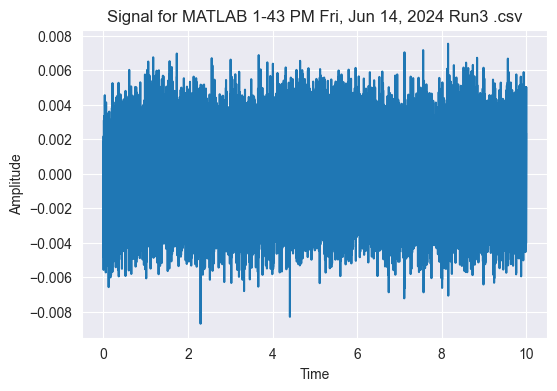 Signal for MATLAB 1-43 PM Fri, Jun 14, 2024 Run3 .csv
0.008
0.006
0.004
0.002
0.000
−0.002
−0.004
−0.006
−0.008
Amplitude
0 2 4 6 8 10
Time